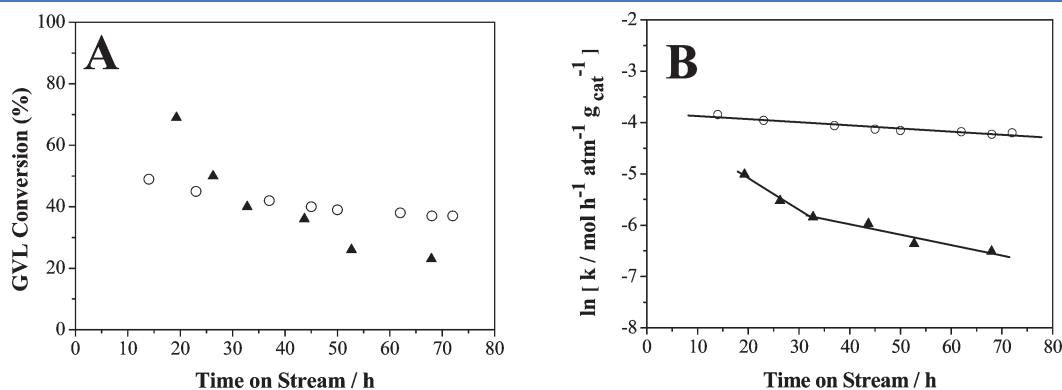 A
GVL Conversion (%)
100
80
60
40
20
0
0 10 20 30 40 50 60 70 80
Time on Stream / h
B
ln [ k / mol h⁻¹ atm⁻¹ g cat⁻¹ ]
-2
-3
-4
-5
-6
-7
-8
0 10 20 30 40 50 60 70 80
Time on Stream / h